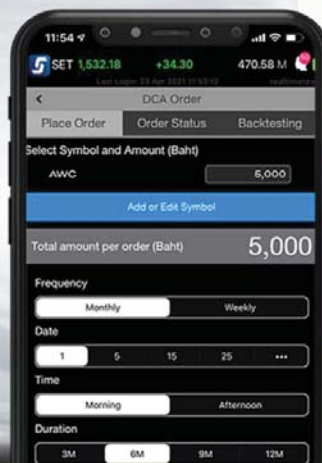 11:54
SET 1,532.18 +34.30 470.58 M
Last Login: 23 Apr 2021 11:53:12
DCA Order
Place Order Order Status Backtesting
Select Symbol and Amount (Baht)
AWC 5,000
Add or Edit Symbol
Total amount per order (Baht) 5,000
Frequency
Monthly Weekly
Date
1 5 15 25 •••
Time
Morning Afternoon
Duration
3M 6M 9M 12M